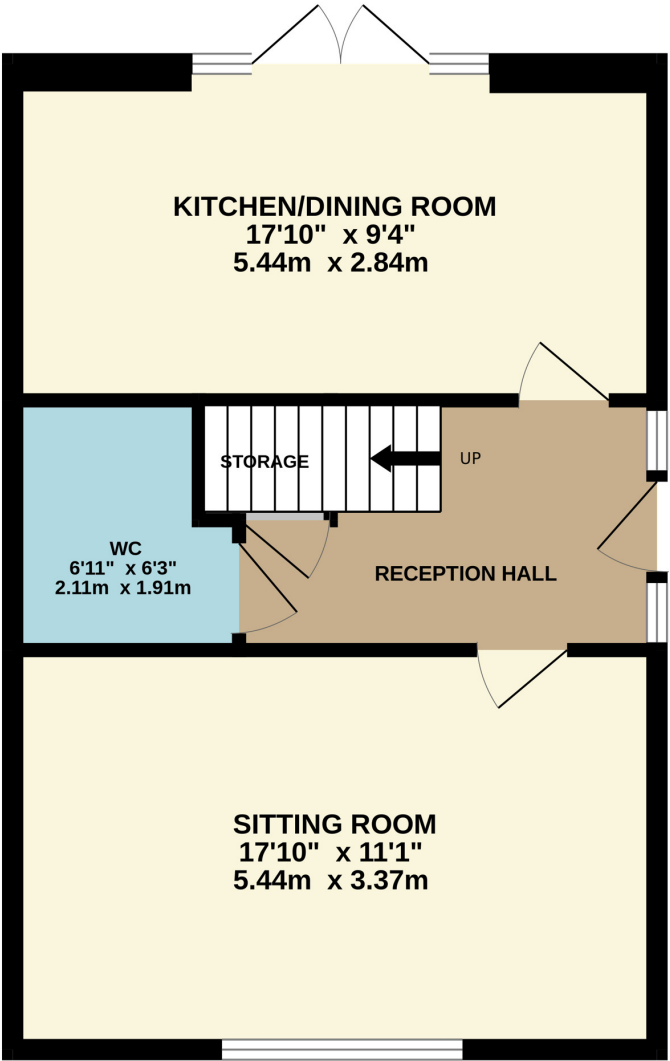 KITCHEN/DINING ROOM
17'10" x 9'4"
5.44m x 2.84m
STORAGE
UP
WC
6'11" x 6'3"
2.11m x 1.91m
RECEPTION HALL
SITTING ROOM
17'10" x 11'1"
5.44m x 3.37m